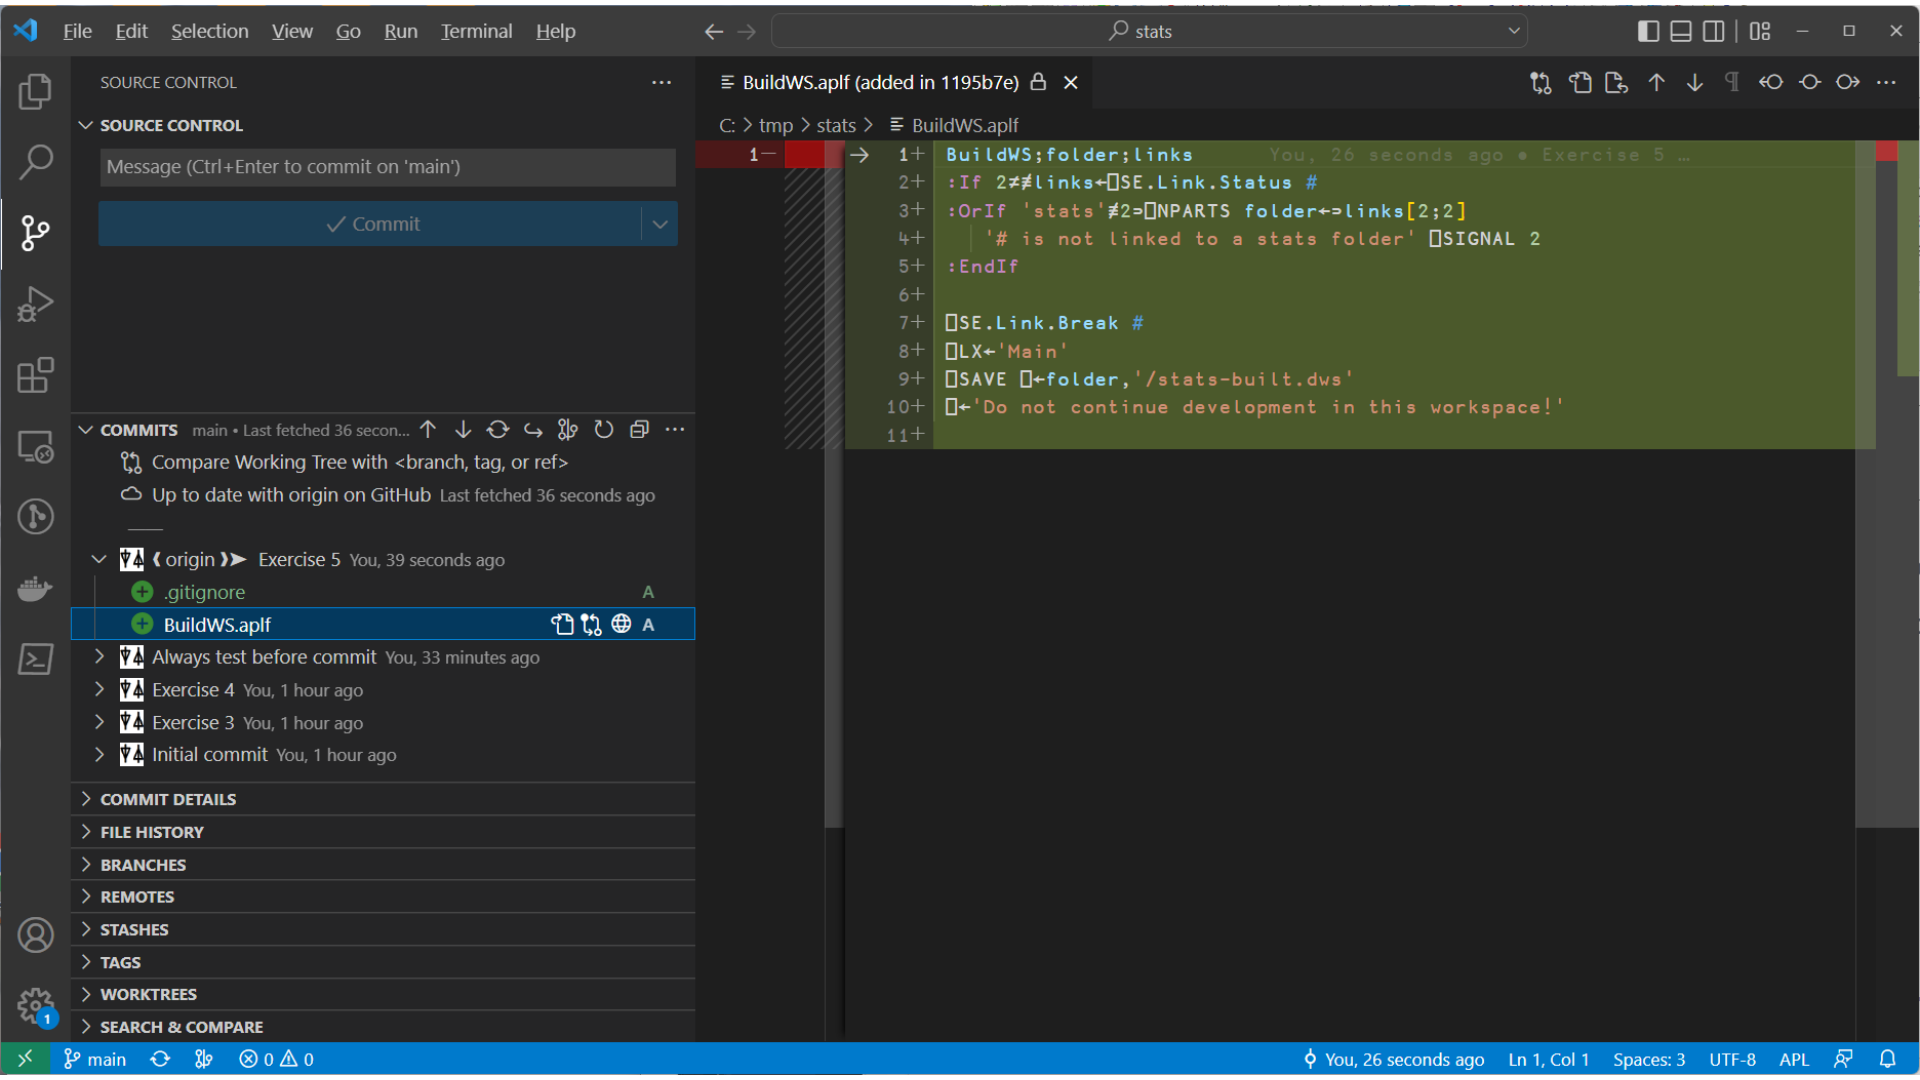 File Edit Selection View Go Run Terminal Help
stats
SOURCE CONTROL
SOURCE CONTROL
Message (Ctrl+Enter to commit on 'main')
Commit
COMMITS main • Last fetched 36 secon...
Compare Working Tree with <branch, tag, or ref>
Up to date with origin on GitHub Last fetched 36 seconds ago
❰ origin ❱➤ Exercise 5 You, 39 seconds ago
.gitignore A
BuildWS.aplf A
Always test before commit You, 33 minutes ago
Exercise 4 You, 1 hour ago
Exercise 3 You, 1 hour ago
Initial commit You, 1 hour ago
COMMIT DETAILS
FILE HISTORY
BRANCHES
REMOTES
STASHES
TAGS
WORKTREES
SEARCH & COMPARE
1
BuildWS.aplf (added in 1195b7e)
C: > tmp > stats > BuildWS.aplf
1−
1+ BuildWS;folder;links You, 26 seconds ago • Exercise 5 …
2+ :If 2≠≢links←⎕SE.Link.Status #
3+ :OrIf 'stats'≢2⊃⎕NPARTS folder←⊃links[2;2]
4+ '# is not linked to a stats folder' ⎕SIGNAL 2
5+ :EndIf
6+
7+ ⎕SE.Link.Break #
8+ ⎕LX←'Main'
9+ ⎕SAVE ⎕←folder,'/stats-built.dws'
10+ ⎕←'Do not continue development in this workspace!'
11+
main 0 0 You, 26 seconds ago Ln 1, Col 1 Spaces: 3 UTF-8 APL